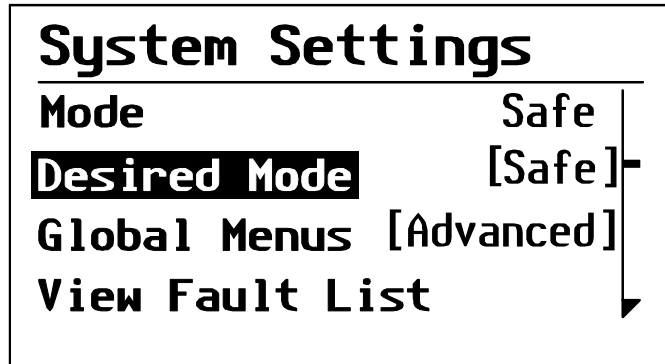 System Settings
Mode Safe
Desired Mode [Safe]
Global Menus [Advanced]
View Fault List